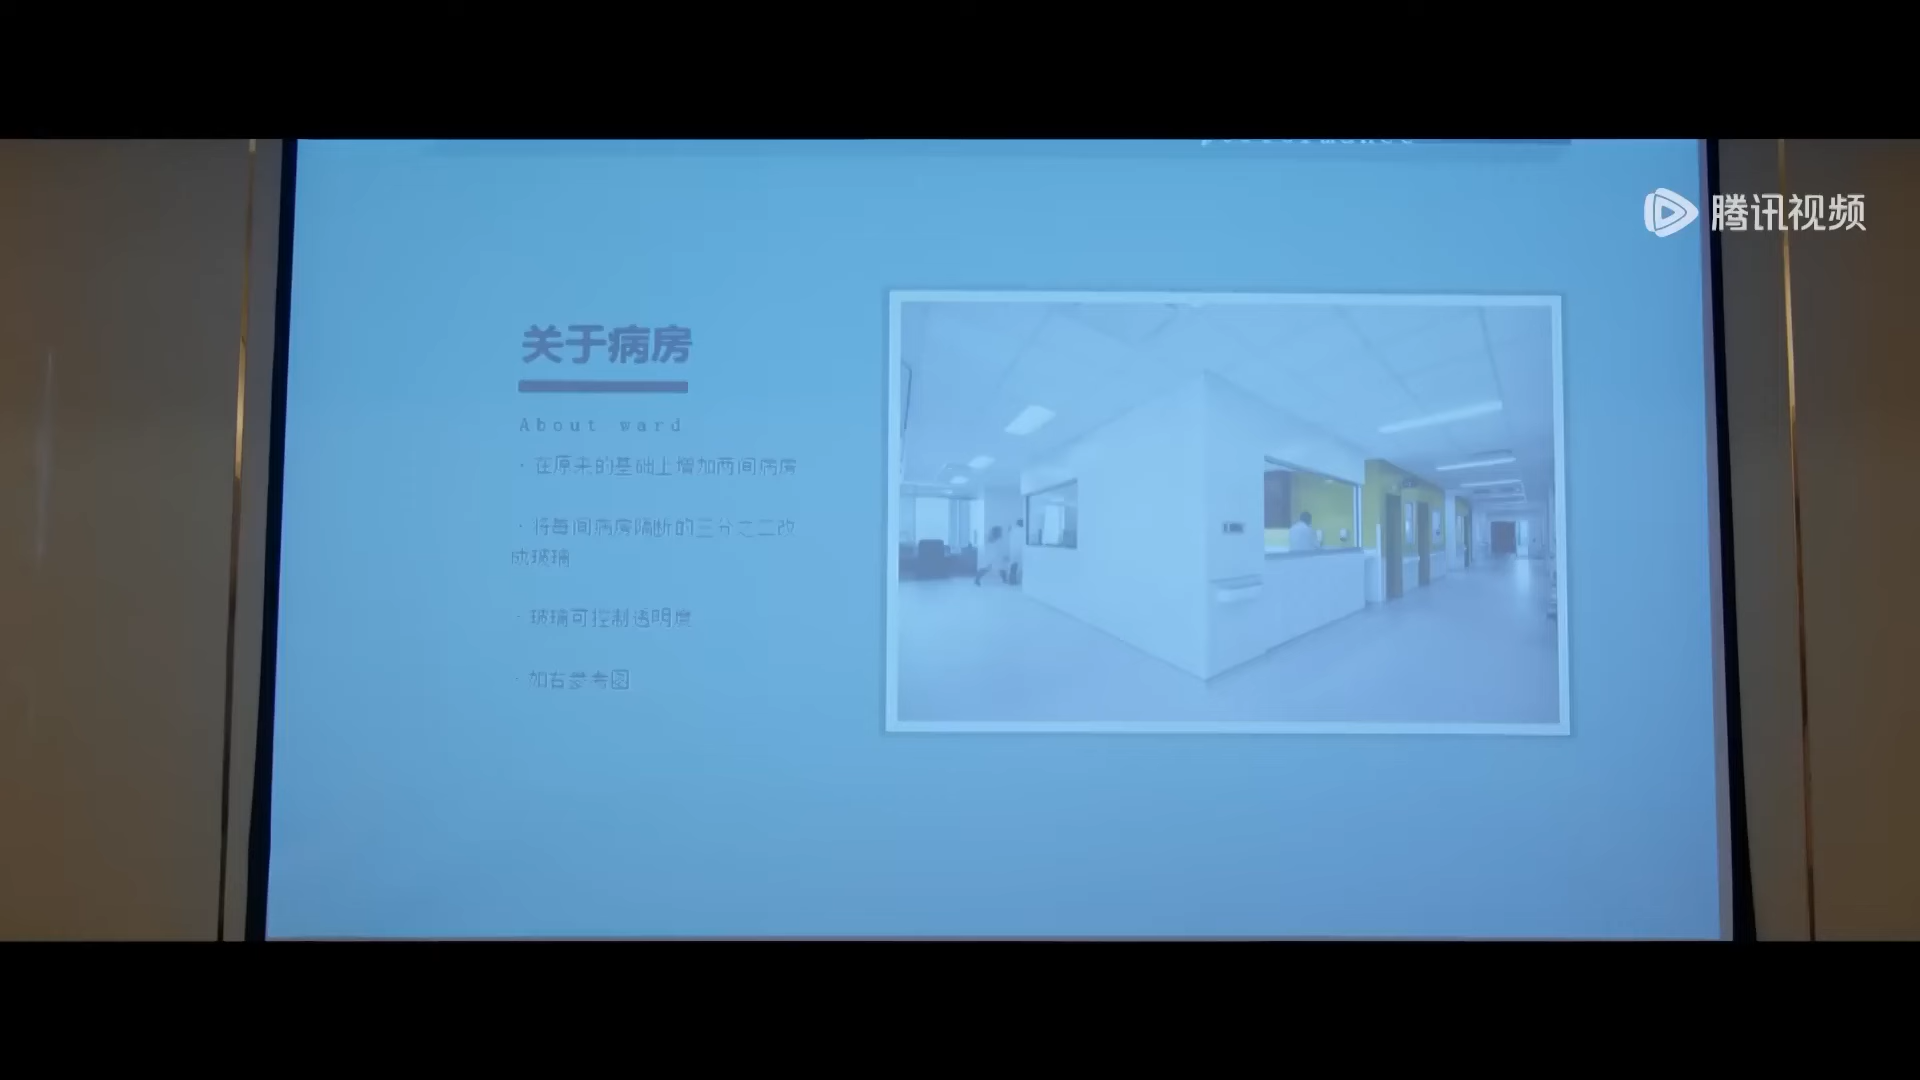 performance
腾讯视频
关于病房
About ward
· 在原来的基础上增加两间病房
· 将每间病房隔断的三分之二改
成玻璃
· 玻璃可控制透明度
· 如右参考图